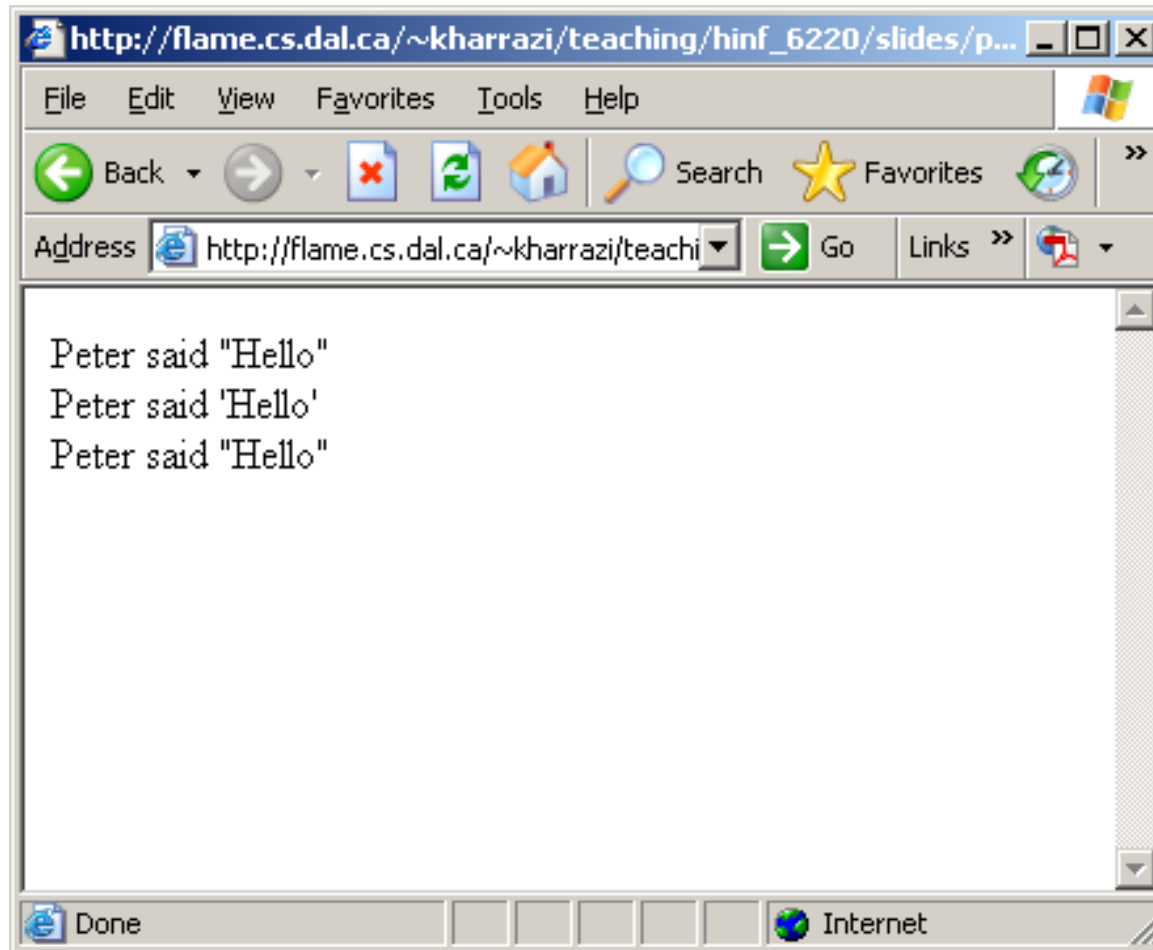 http://flame.cs.dal.ca/~kharrazi/teaching/hinf_6220/slides/p...
File Edit View Favorites Tools Help
Back Search Favorites »
Address http://flame.cs.dal.ca/~kharrazi/teachi Go Links »
Peter said "Hello"
Peter said 'Hello'
Peter said "Hello"
Done Internet